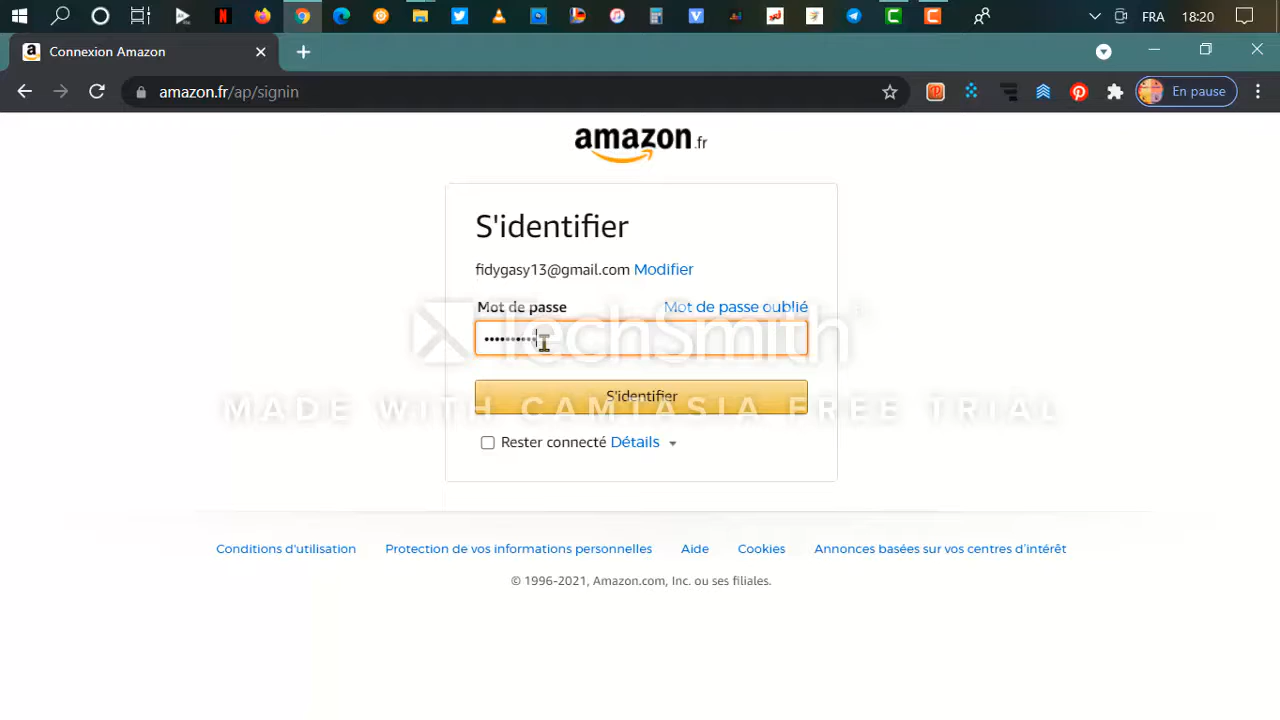 FRA 18:20
Connexion Amazon
amazon.fr/ap/signin
En pause
amazon.fr
S'identifier
fidygasy13@gmail.com Modifier
Mot de passe Mot de passe oublié
TechSmith
S'identifier
MADE WITH CAMTASIA FREE TRIAL
Rester connecté Détails
Conditions d'utilisation Protection de vos informations personnelles Aide Cookies Annonces basées sur vos centres d'intérêt
© 1996-2021, Amazon.com, Inc. ou ses filiales.